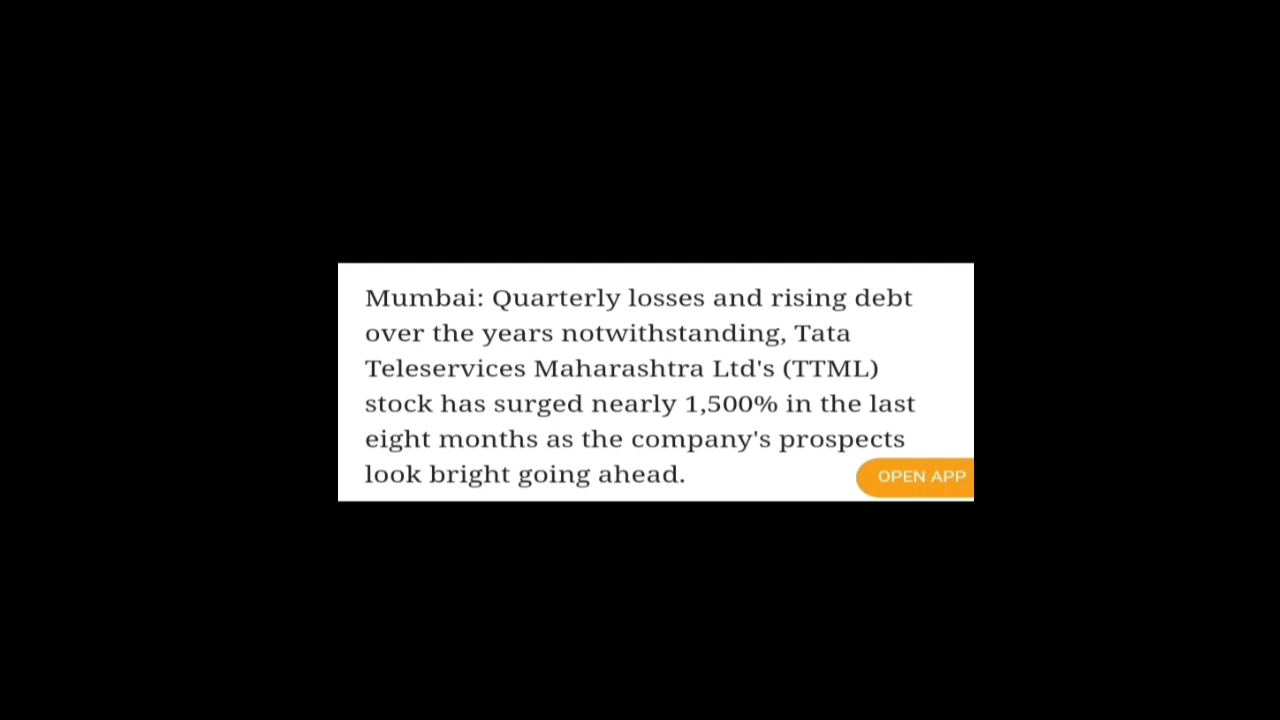 Mumbai: Quarterly losses and rising debt
over the years notwithstanding, Tata
Teleservices Maharashtra Ltd's (TTML)
stock has surged nearly 1,500% in the last
eight months as the company's prospects
look bright going ahead.
OPEN APP